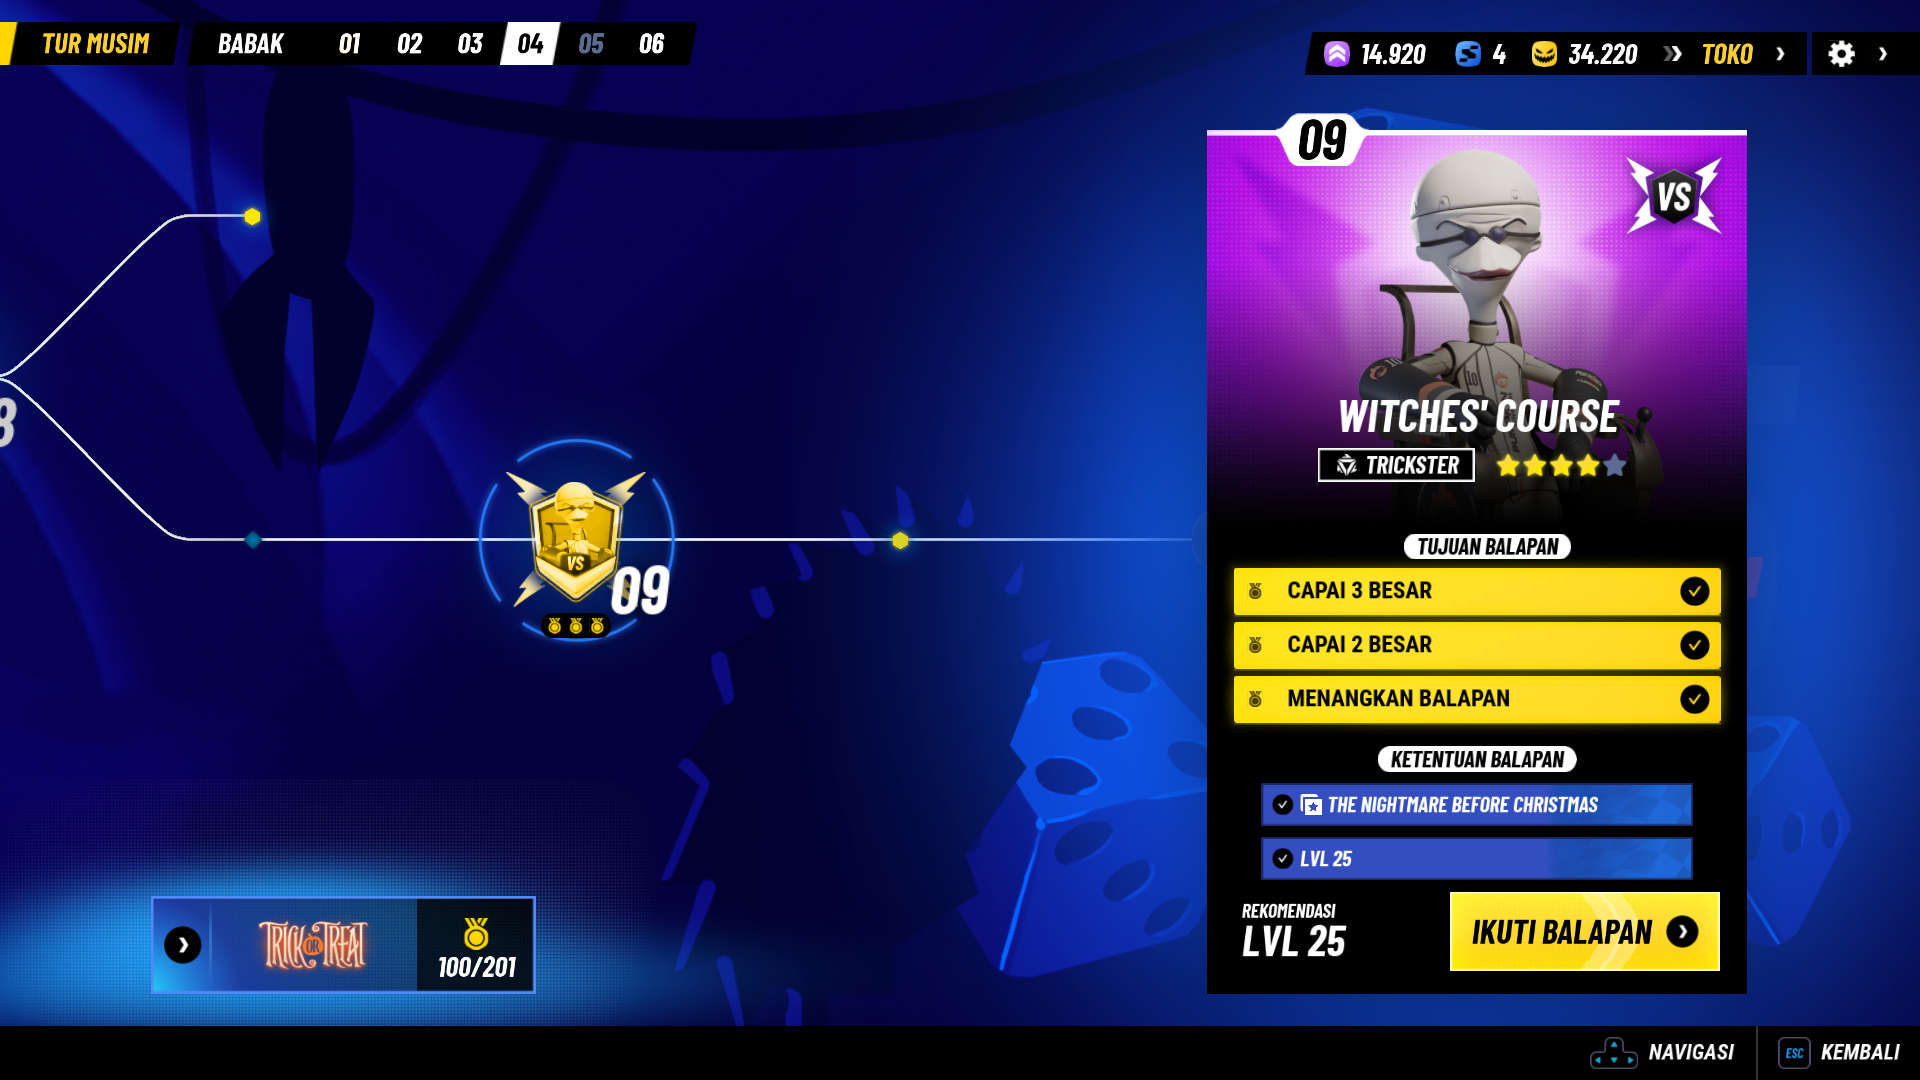 TUR MUSIM
BABAK 01 02 03 04 05 06
14.920 4 34.220 TOKO
09
VS
8
WITCHES' COURSE
TRICKSTER
TUJUAN BALAPAN
CAPAI 3 BESAR
CAPAI 2 BESAR
MENANGKAN BALAPAN
KETENTUAN BALAPAN
THE NIGHTMARE BEFORE CHRISTMAS
LVL 25
REKOMENDASI
LVL 25
IKUTI BALAPAN
VS
09
TRICK OR TREAT
100/201
NAVIGASI
ESC KEMBALI